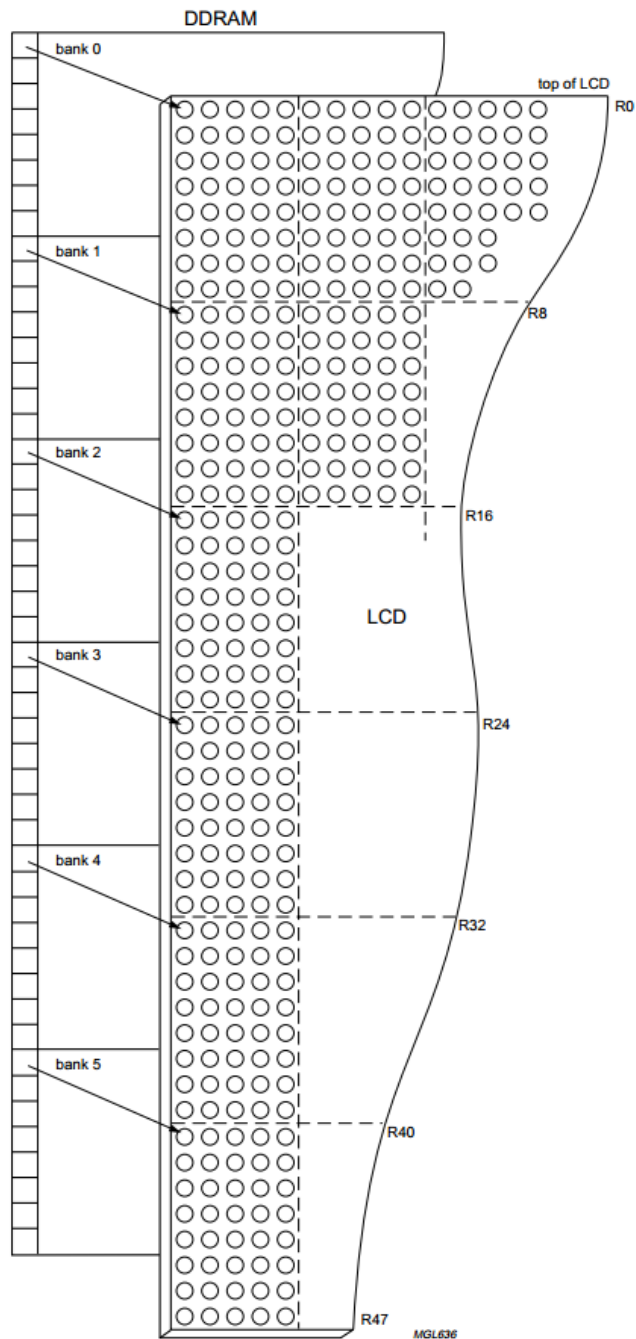 DDRAM
bank 0
top of LCD
R0
bank 1
R8
bank 2
R16
LCD
bank 3
R24
bank 4
R32
bank 5
R40
R47
MGL636